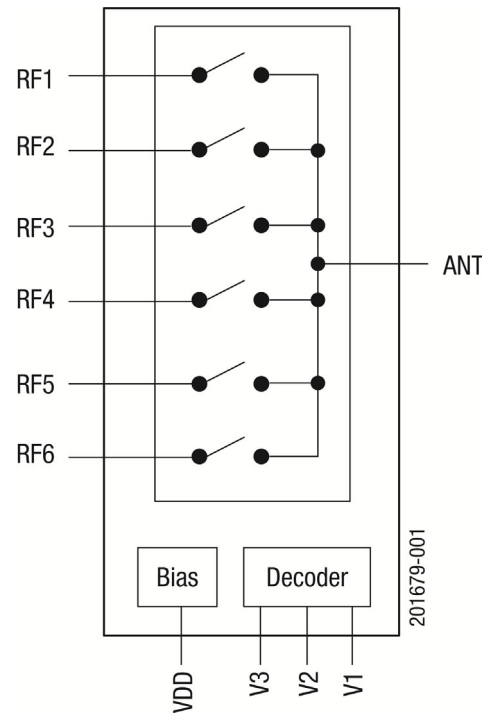 RF1
RF2
RF3
ANT
RF4
RF5
RF6
Bias
Decoder
201679-001
VDD
V3
V2
V1